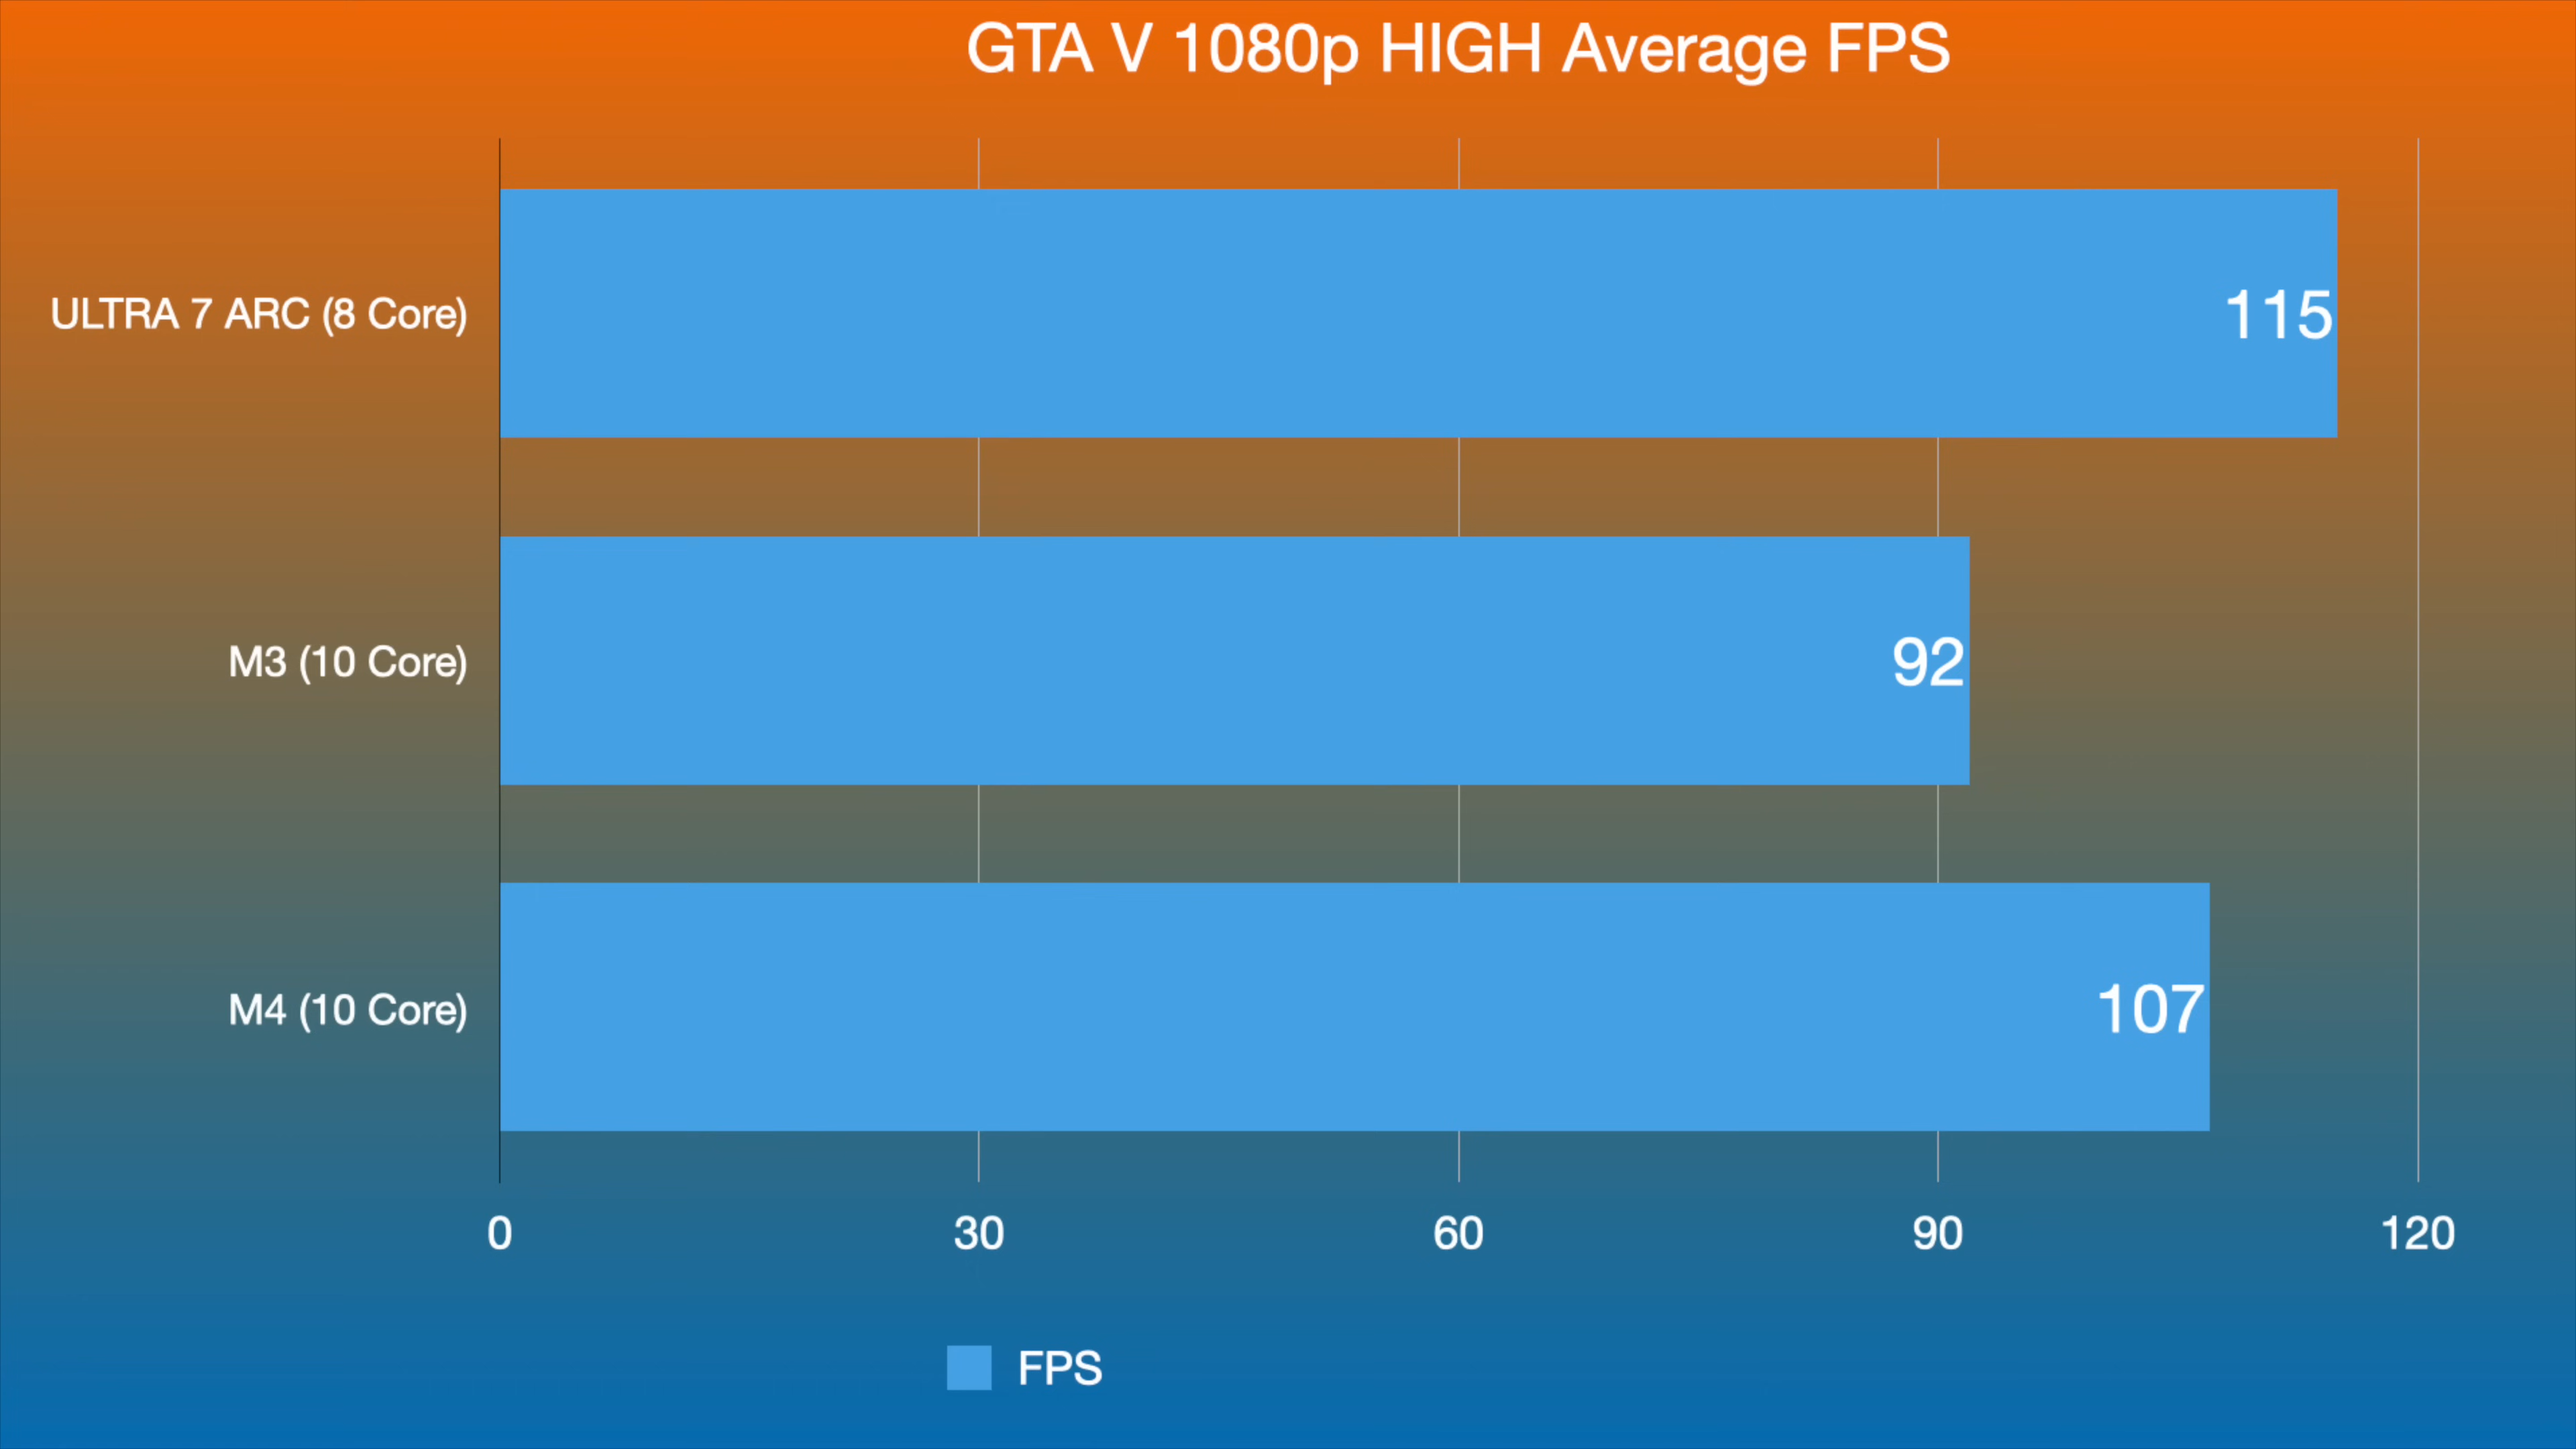 GTA V 1080p HIGH Average FPS
ULTRA 7 ARC (8 Core)
115
M3 (10 Core)
92
M4 (10 Core)
107
0 30 60 90 120
FPS